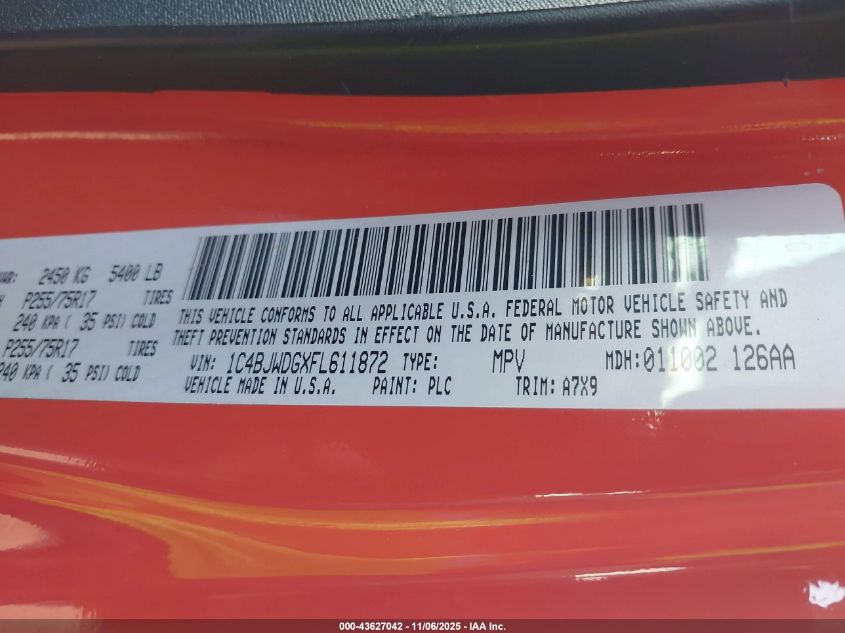 WR: 2450 KG 5400 LB
P255/75R17 TIRES
240 KPA ( 35 PSI) COLD
P255/75R17 TIRES
240 KPA ( 35 PSI) COLD
THIS VEHICLE CONFORMS TO ALL APPLICABLE U.S.A. FEDERAL MOTOR VEHICLE SAFETY AND
THEFT PREVENTION STANDARDS IN EFFECT ON THE DATE OF MANUFACTURE SHOWN ABOVE.
VIN: 1C4BJWDGXFL611872 TYPE: MPV MDH:011002 126AA
VEHICLE MADE IN U.S.A. PAINT: PLC TRIM: A7X9
000-43627042 - 11/06/2025 - IAA Inc.